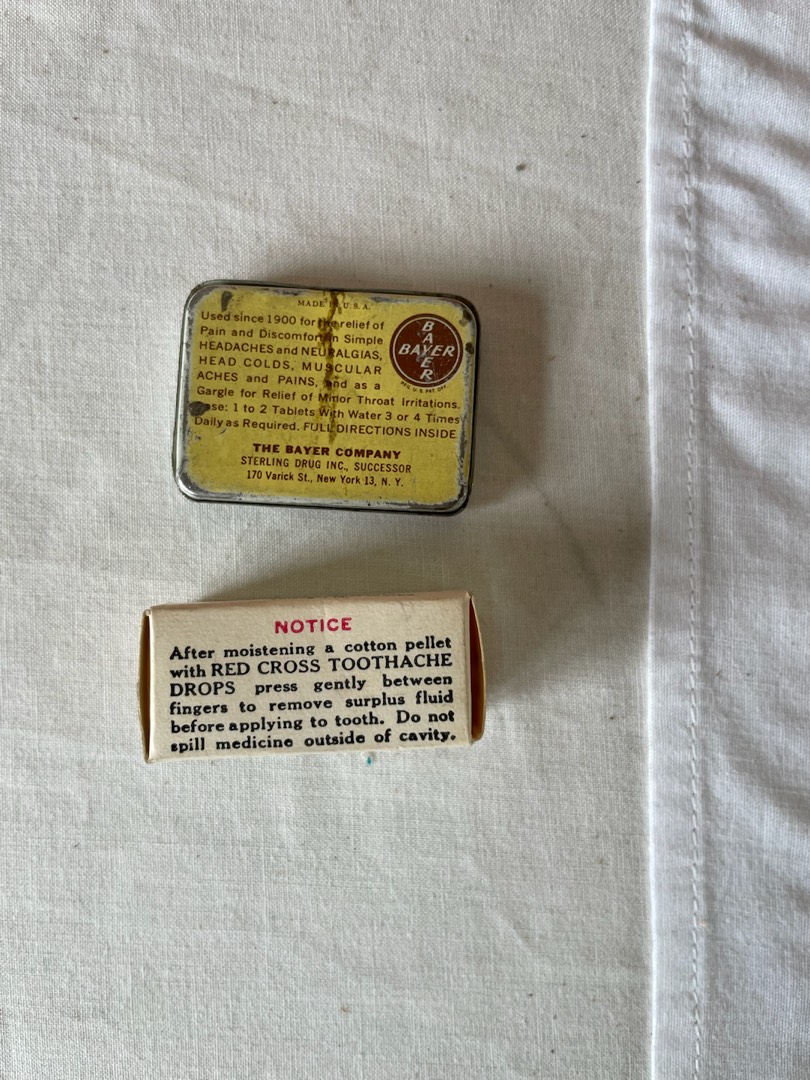 MADE U. S. A.
Used since 1900 for the relief of
Pain and Discomfort in Simple
HEADACHES and NEURALGIAS,
HEAD COLDS, MUSCULAR
ACHES and PAINS, and as a
Gargle for Relief of Minor Throat Irritations.
1 to 2 Tablets With Water 3 or 4 Times
Daily as Required. FULL DIRECTIONS INSIDE.
BAYER
BAYER
REG. U. S. PAT. OFF.
THE BAYER COMPANY
STERLING DRUG INC., SUCCESSOR
170 Varick St., New York 13, N. Y.
NOTICE
After moistening a cotton pellet
with RED CROSS TOOTHACHE
DROPS press gently between
fingers to remove surplus fluid
before applying to tooth. Do not
spill medicine outside of cavity.